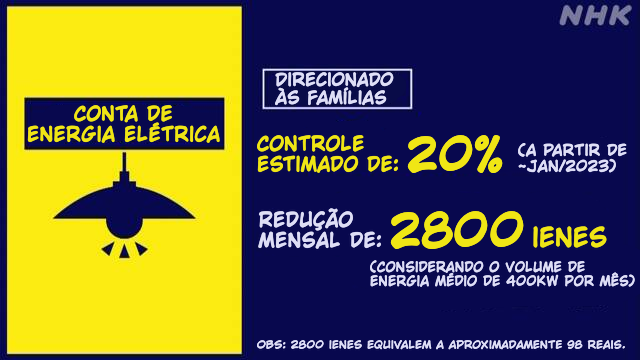 NHK
CONTA DE
ENERGIA ELÉTRICA
DIRECIONADO
ÀS FAMÍLIAS
CONTROLE
ESTIMADO DE: 20% (A PARTIR DE
~JAN/2023)
REDUÇÃO
MENSAL DE: 2800 IENES
(CONSIDERANDO O VOLUME DE
ENERGIA MÉDIO DE 400KW POR MÊS)
OBS: 2800 IENES EQUIVALEM A APROXIMADAMENTE 98 REAIS.